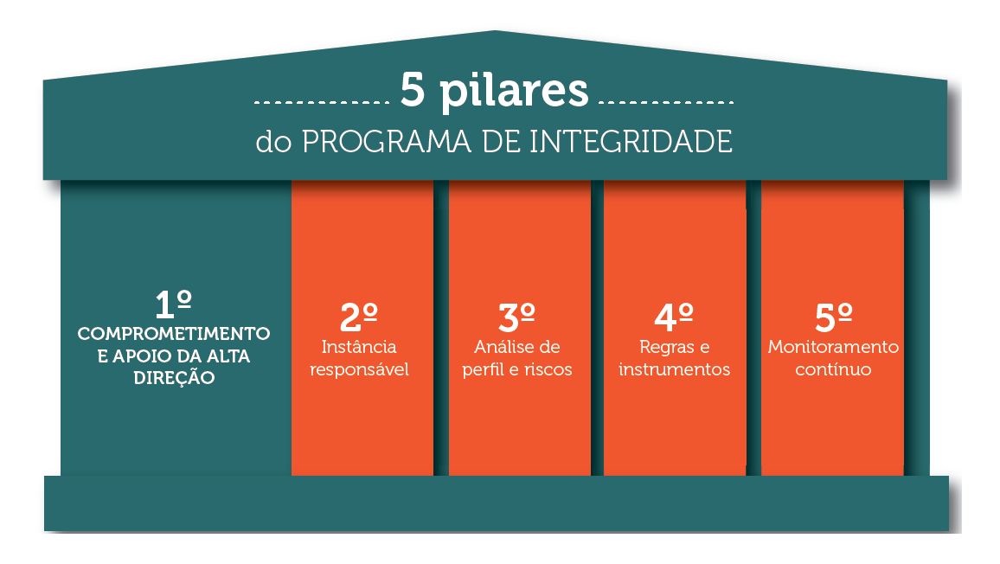 5 pilares
do PROGRAMA DE INTEGRIDADE
1º
COMPROMETIMENTO
E APOIO DA ALTA
DIREÇÃO
2º
Instância
responsável
3º
Análise de
perfil e riscos
4º
Regras e
instrumentos
5º
Monitoramento
contínuo